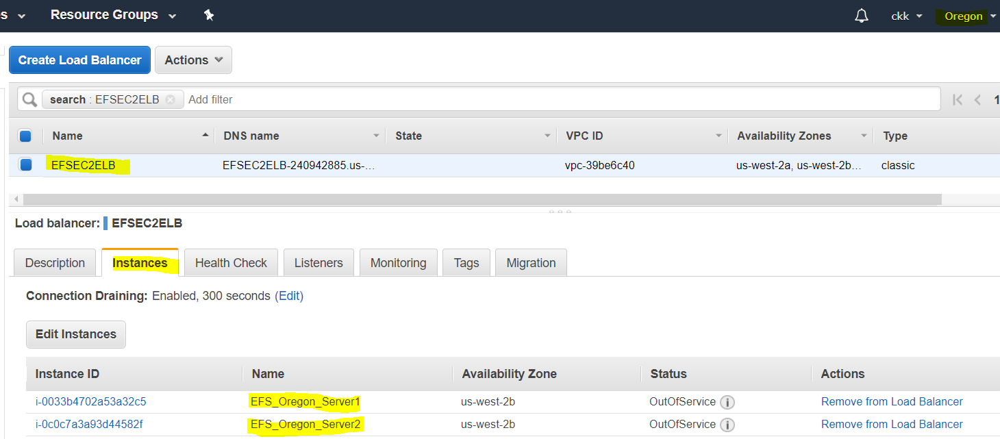 s Resource Groups ckk Oregon
Create Load Balancer Actions
search : EFSEC2ELB Add filter 1
Name DNS name State VPC ID Availability Zones Type
EFSEC2ELB EFSEC2ELB-240942885.us-... vpc-39be6c40 us-west-2a, us-west-2b... classic
Load balancer: EFSEC2ELB
Description Instances Health Check Listeners Monitoring Tags Migration
Connection Draining: Enabled, 300 seconds (Edit)
Edit Instances
Instance ID Name Availability Zone Status Actions
i-0033b4702a53a32c5 EFS_Oregon_Server1 us-west-2b OutOfService i Remove from Load Balancer
i-0c0c7a3a93d44582f EFS_Oregon_Server2 us-west-2b OutOfService i Remove from Load Balancer